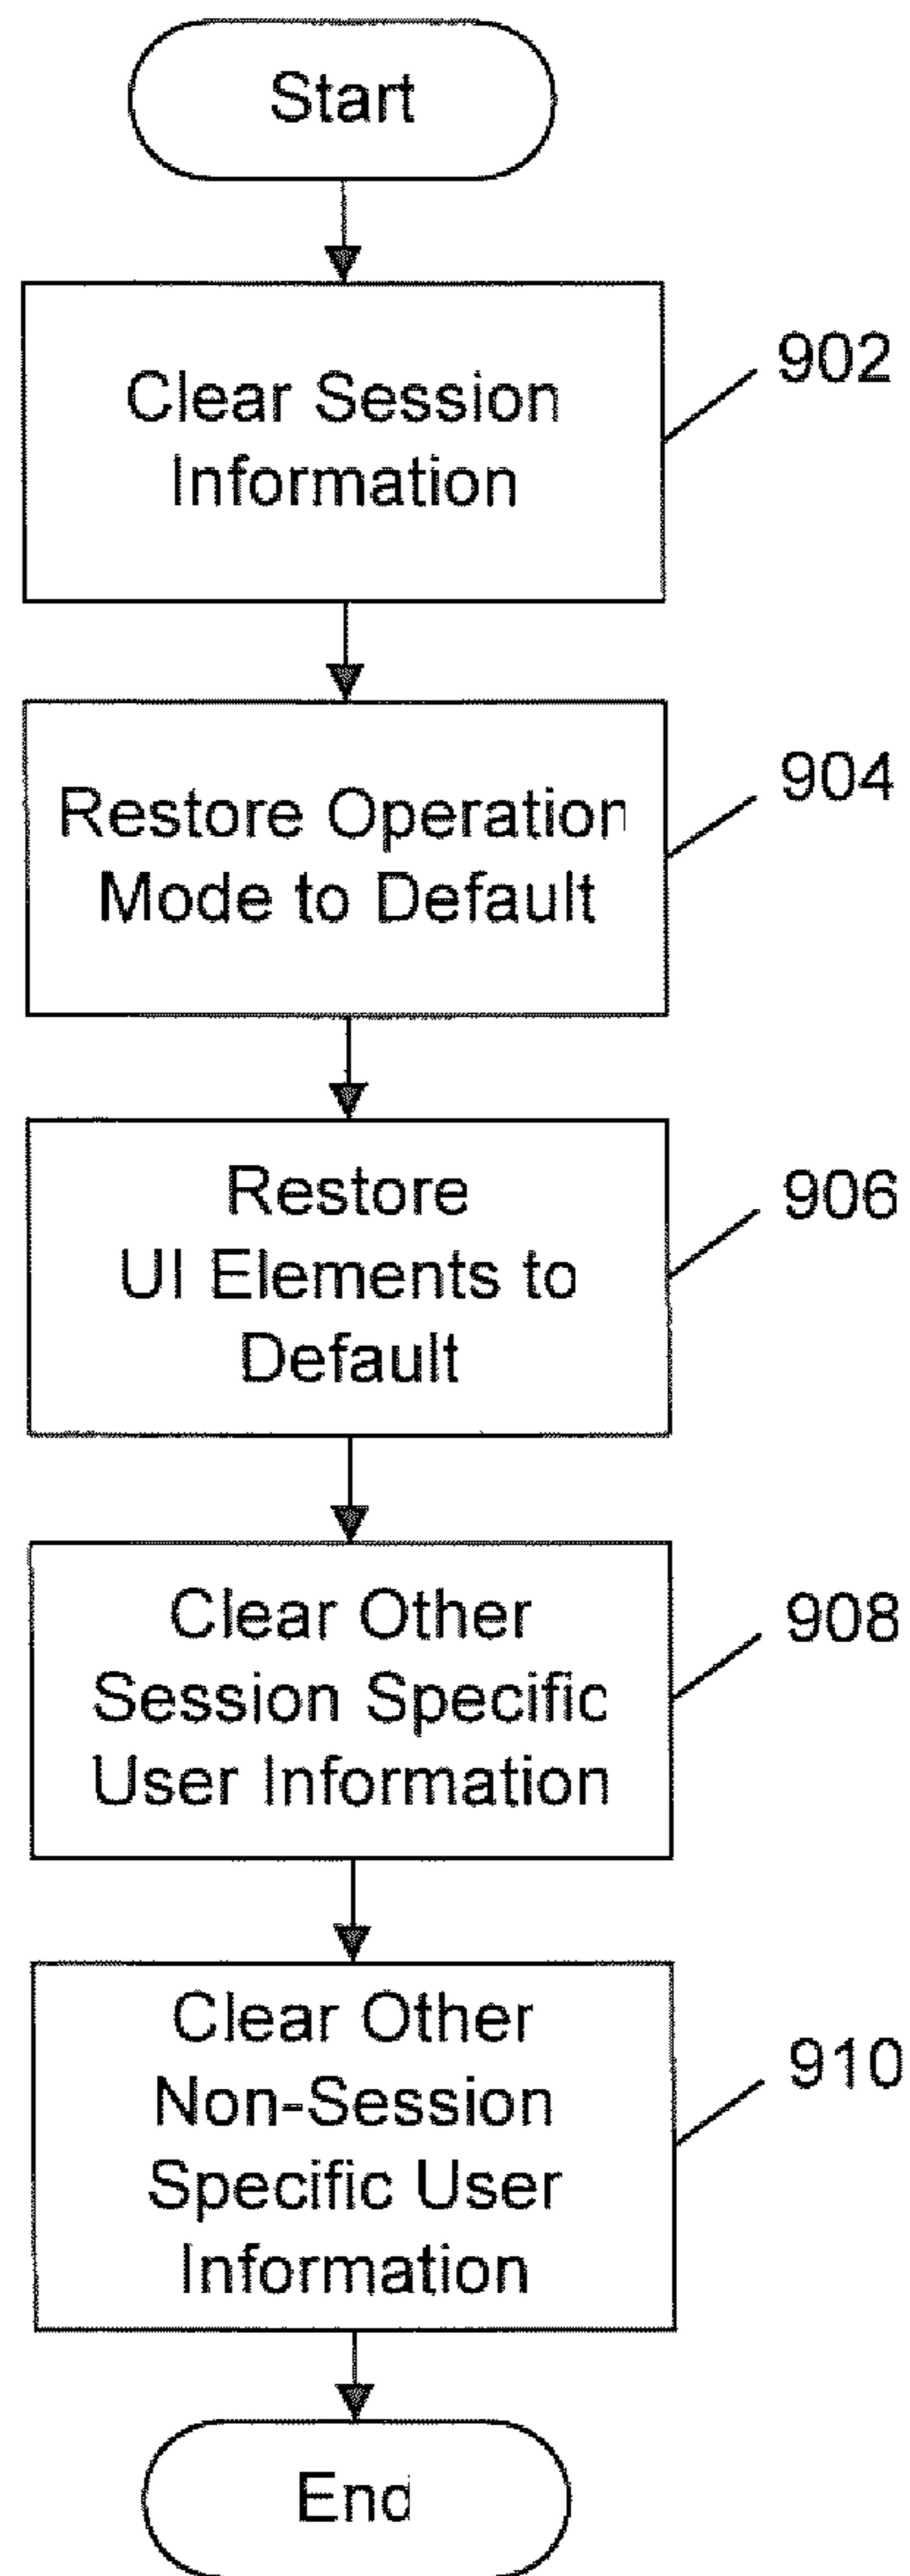 Start
Clear Session
Information
902
Restore Operation
Mode to Default
904
Restore
UI Elements to
Default
906
Clear Other
Session Specific
User Information
908
Clear Other
Non-Session
Specific User
Information
910
End